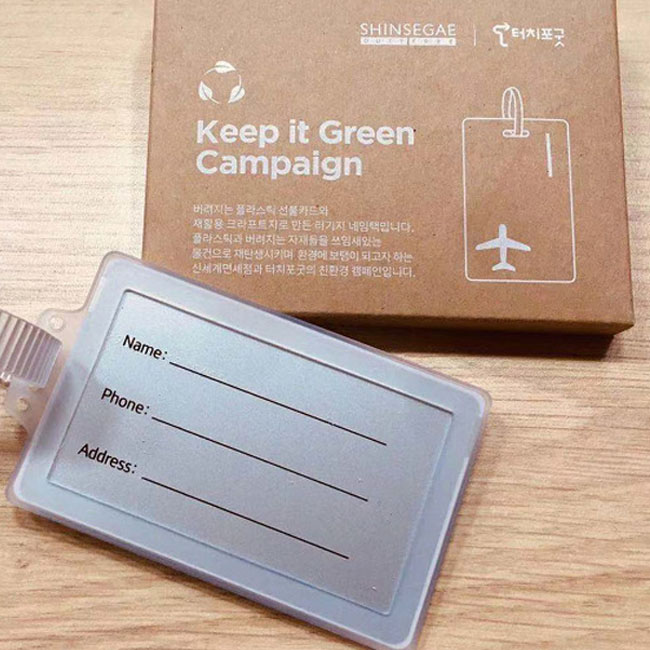 SHINSEGAE 터치포굿
DUTY FREE
Keep it Green
Campaign
버려지는 플라스틱 선불카드와
재활용 크라프트지로 만든 러기지 네임택입니다.
플라스틱과 버려지는 자재들을 쓰임새있는
물건으로 재탄생시키며 환경에 보탬이 되고자 하는
신세계면세점과 터치포굿의 친환경 캠페인입니다.
Name:
Phone:
Address: